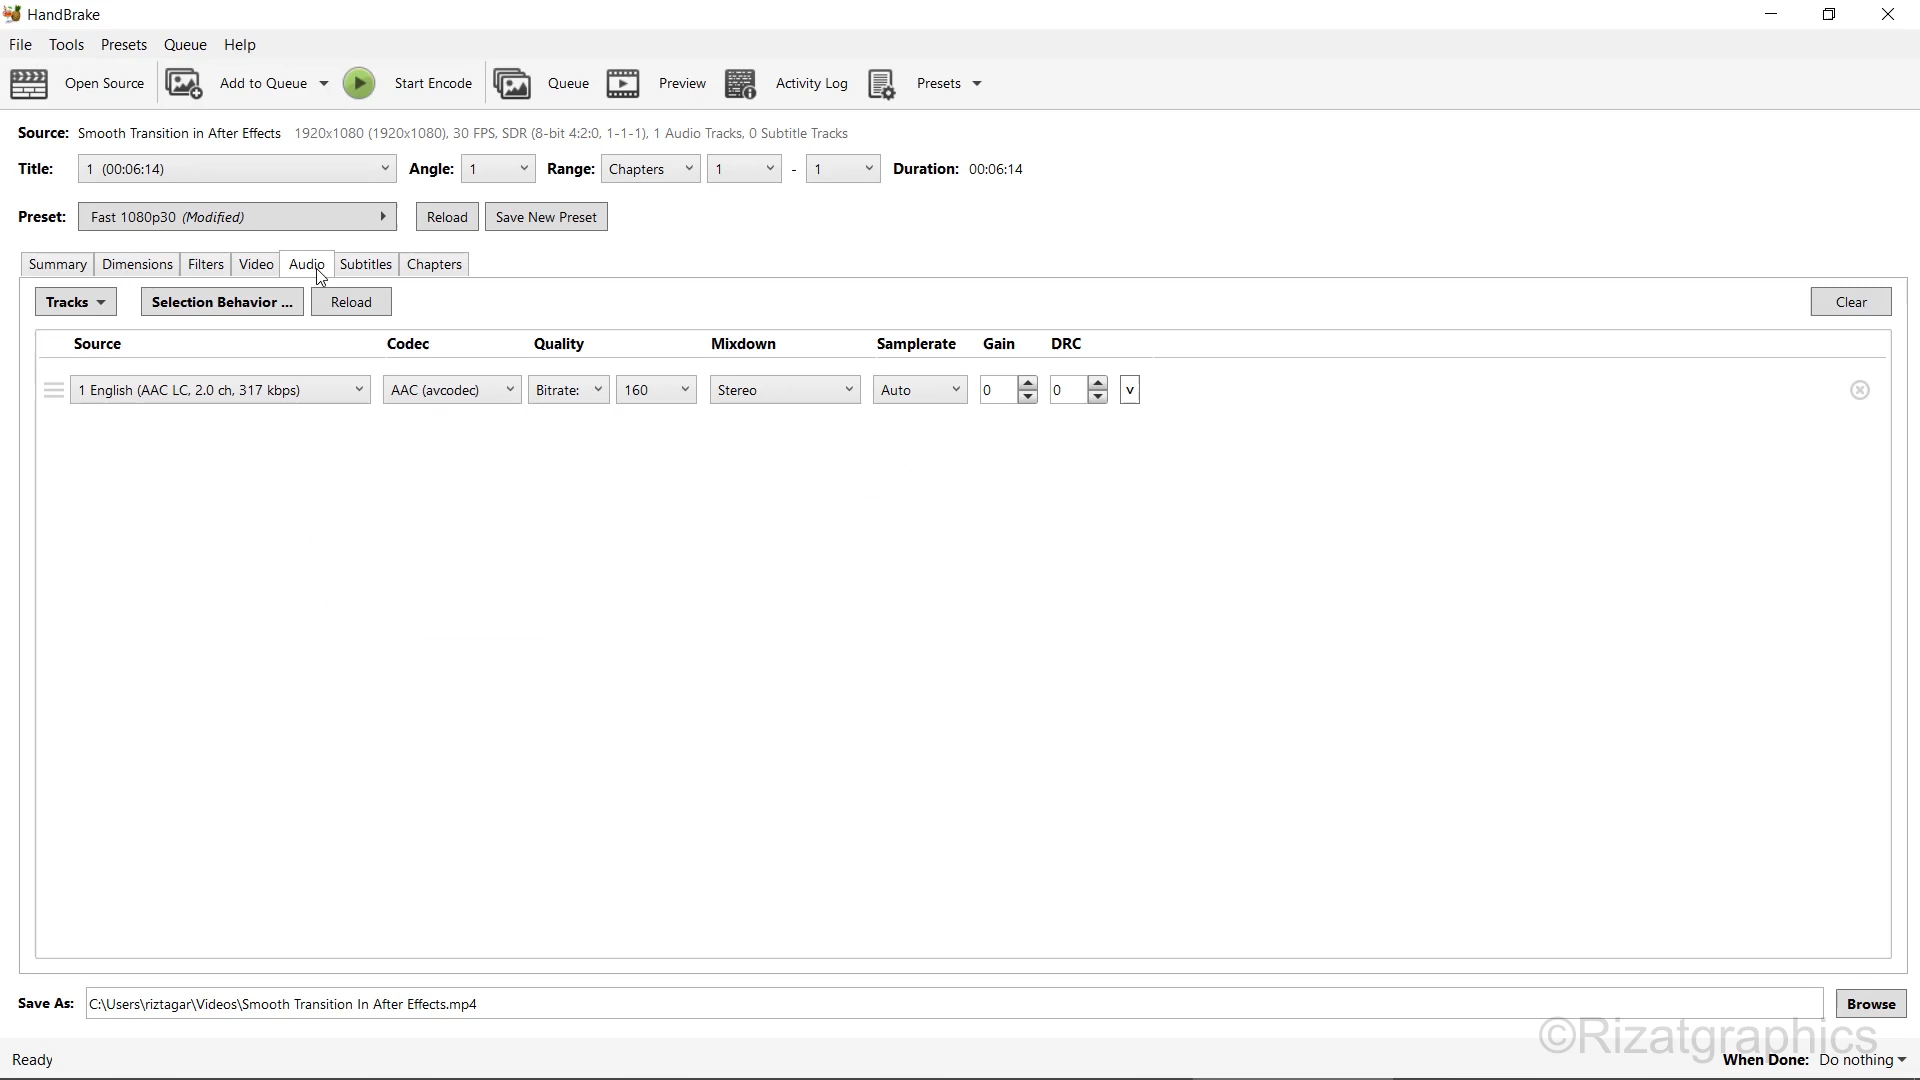 HandBrake
File Tools Presets Queue Help
Open Source Add to Queue Start Encode Queue Preview Activity Log Presets
Source: Smooth Transition in After Effects 1920x1080 (1920x1080), 30 FPS, SDR (8-bit 4:2:0, 1-1-1), 1 Audio Tracks, 0 Subtitle Tracks
Title: 1 (00:06:14) Angle: 1 Range: Chapters 1 - 1 Duration: 00:06:14
Preset: Fast 1080p30 (Modified) Reload Save New Preset
Summary Dimensions Filters Video Audio Subtitles Chapters
Tracks Selection Behavior ... Reload Clear
Source Codec Quality Mixdown Samplerate Gain DRC
1 English (AAC LC, 2.0 ch, 317 kbps) AAC (avcodec) Bitrate: 160 Stereo Auto 0 0 v
Save As: C:\Users\riztagar\Videos\Smooth Transition In After Effects.mp4 Browse
©Rizatgraphics
Ready When Done: Do nothing